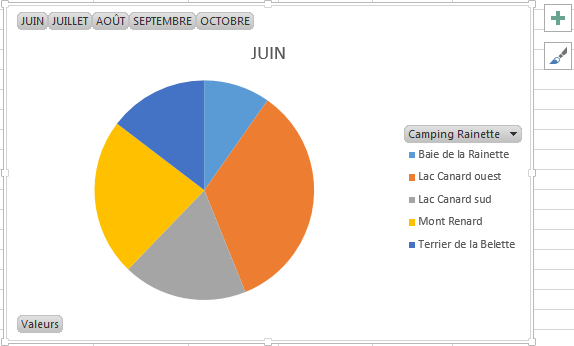 JUIN JUILLET AOÛT SEPTEMBRE OCTOBRE
JUIN
Camping Rainette
Baie de la Rainette
Lac Canard ouest
Lac Canard sud
Mont Renard
Terrier de la Belette
Valeurs